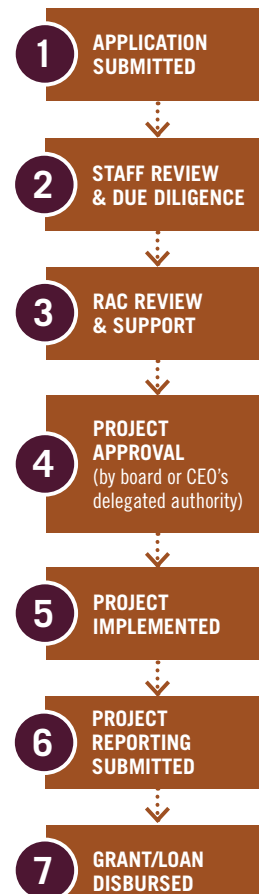 1
APPLICATION
SUBMITTED
2
STAFF REVIEW
& DUE DILIGENCE
3
RAC REVIEW
& SUPPORT
4
PROJECT
APPROVAL
(by board or CEO’s
delegated authority)
5
PROJECT
IMPLEMENTED
6
PROJECT
REPORTING
SUBMITTED
7
GRANT/LOAN
DISBURSED